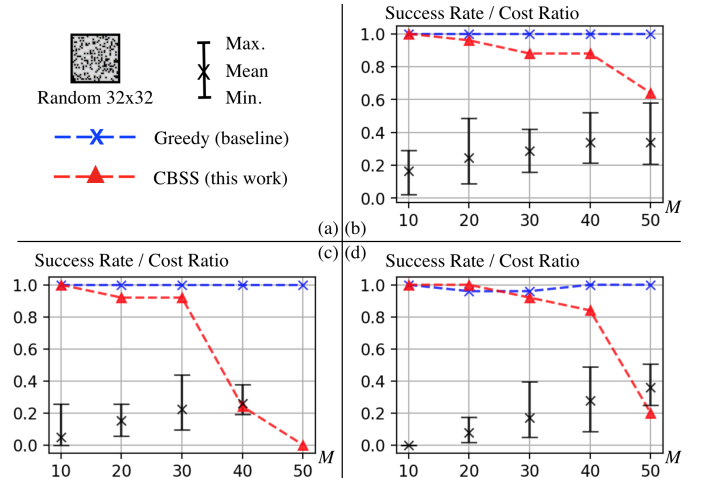 Random 32x32
Max.
Mean
Min.
Greedy (baseline)
CBSS (this work)
(a)
Success Rate / Cost Ratio
1.0
0.8
0.6
0.4
0.2
0.0
10 20 30 40 50 M
(b)
(c)
Success Rate / Cost Ratio
1.0
0.8
0.6
0.4
0.2
0.0
10 20 30 40 50 M
(d)
Success Rate / Cost Ratio
1.0
0.8
0.6
0.4
0.2
0.0
10 20 30 40 50 M